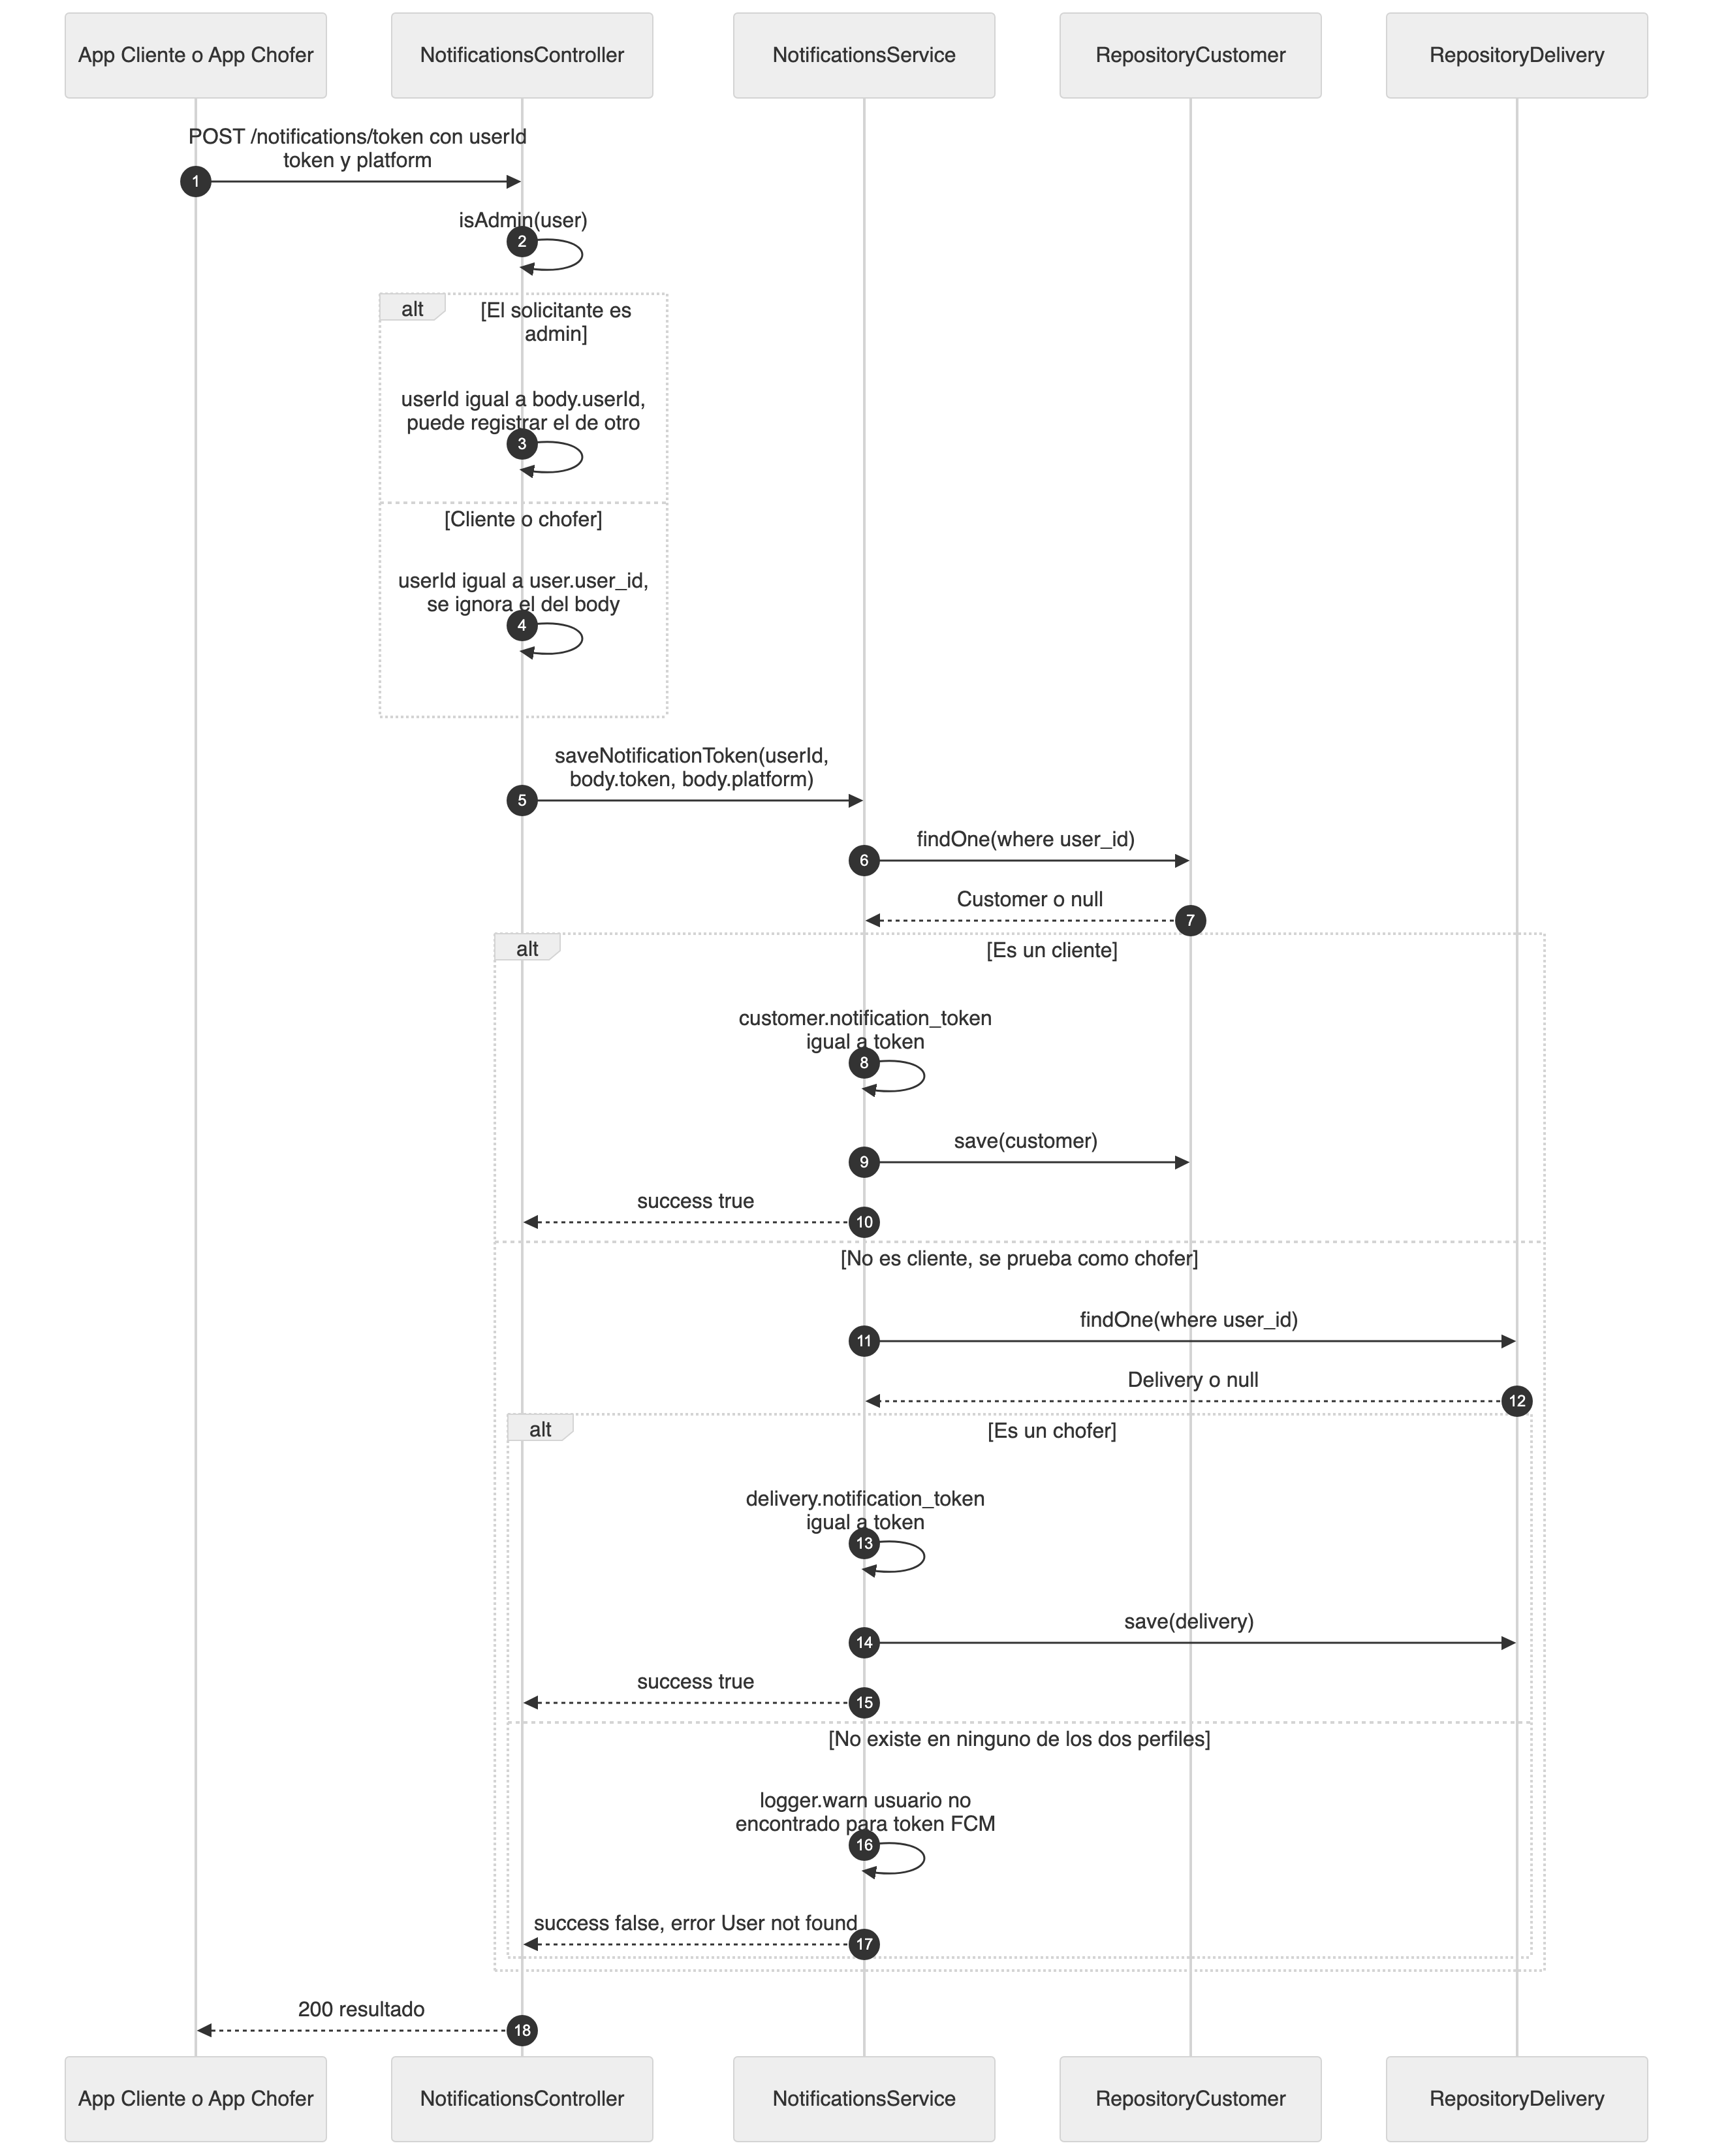 App Cliente o App Chofer
NotificationsController
NotificationsService
RepositoryCustomer
RepositoryDelivery
POST /notifications/token con userId
token y platform
1
isAdmin(user)
2
alt
[El solicitante es
admin]
userId igual a body.userId,
puede registrar el de otro
3
[Cliente o chofer]
userId igual a user.user_id,
se ignora el del body
4
saveNotificationToken(userId,
body.token, body.platform)
5
findOne(where user_id)
6
Customer o null
7
alt
[Es un cliente]
customer.notification_token
igual a token
8
save(customer)
9
success true
10
[No es cliente, se prueba como chofer]
findOne(where user_id)
11
Delivery o null
12
alt
[Es un chofer]
delivery.notification_token
igual a token
13
save(delivery)
14
success true
15
[No existe en ninguno de los dos perfiles]
logger.warn usuario no
encontrado para token FCM
16
success false, error User not found
17
200 resultado
18
App Cliente o App Chofer
NotificationsController
NotificationsService
RepositoryCustomer
RepositoryDelivery